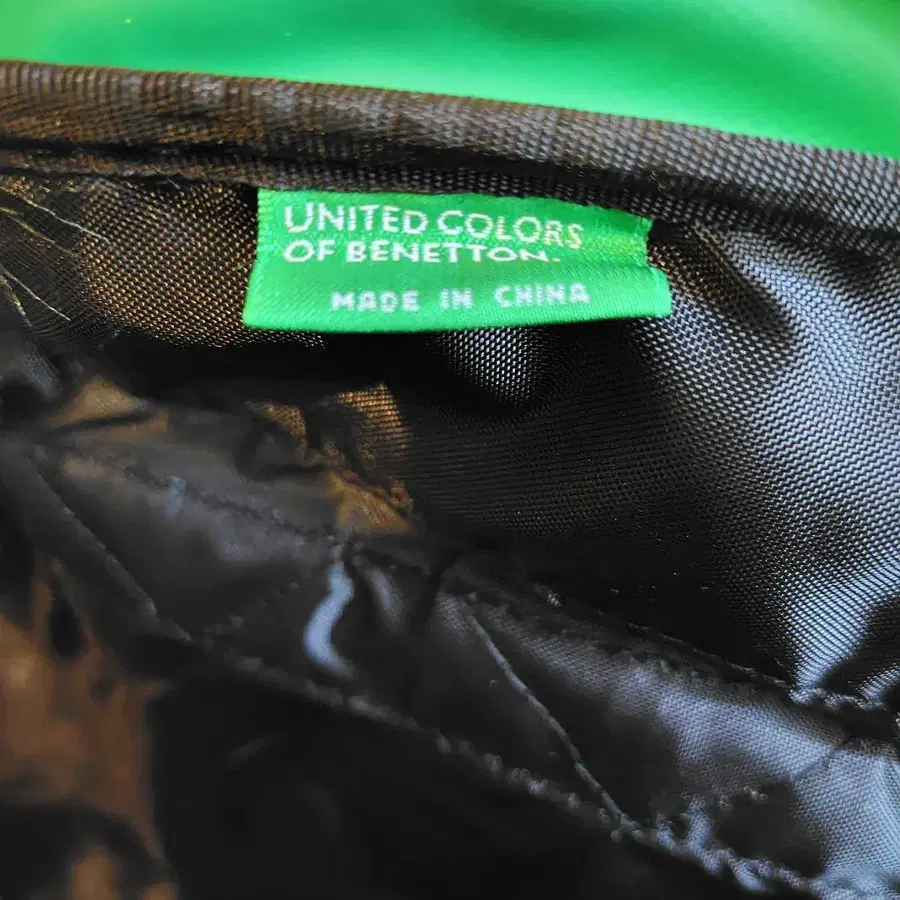 UNITED COLORS
OF BENETTON.
MADE IN CHINA